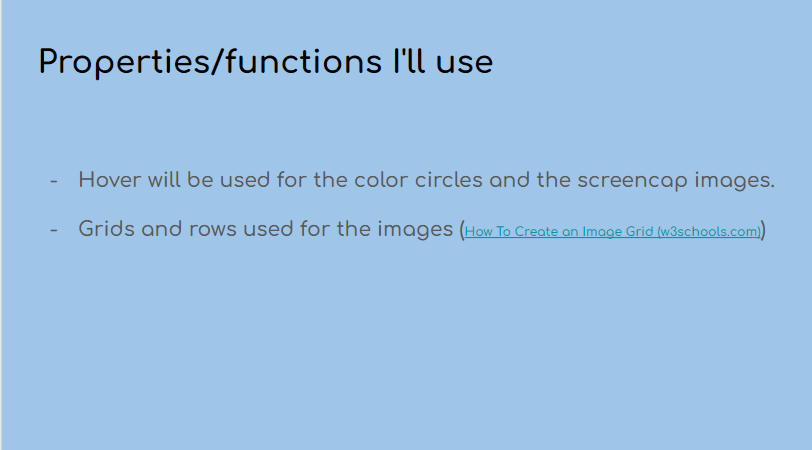 Properties/functions I'll use
- Hover will be used for the color circles and the screencap images.
- Grids and rows used for the images (How To Create an Image Grid (w3schools.com))